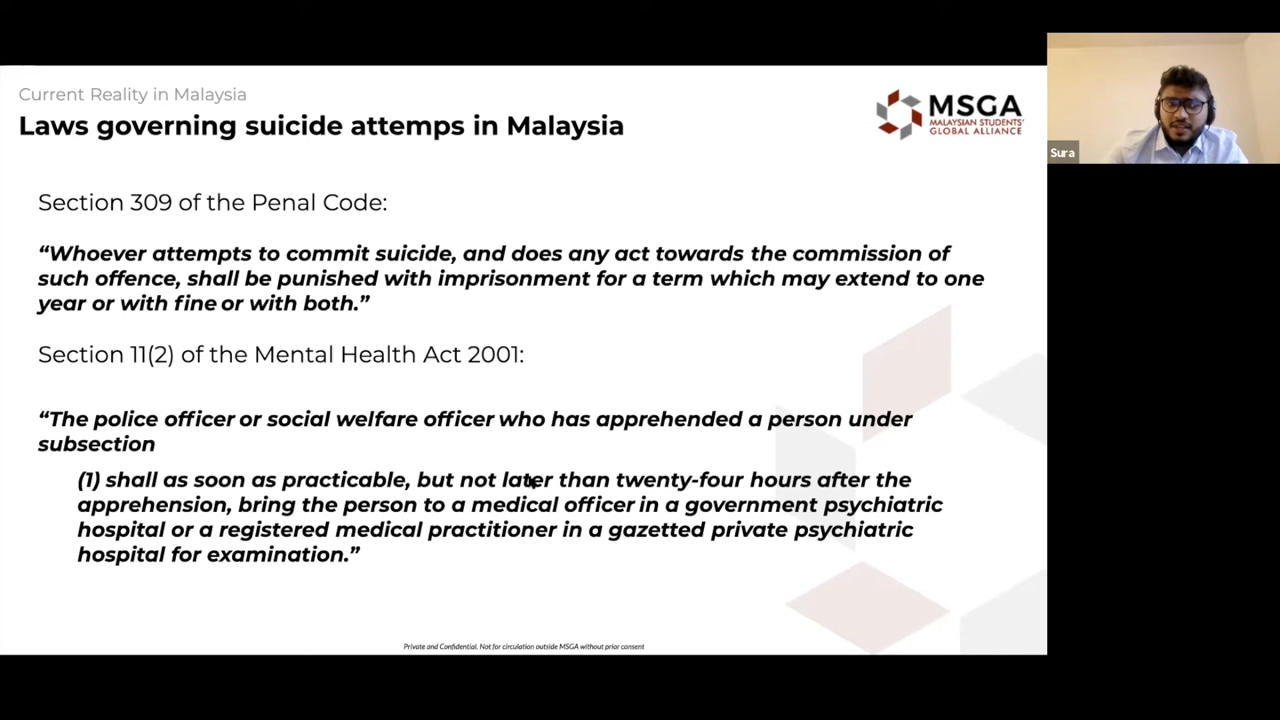 Current Reality in Malaysia
Laws governing suicide attemps in Malaysia
MSGA
MALAYSIAN STUDENTS'
GLOBAL ALLIANCE
Sura
Section 309 of the Penal Code:
“Whoever attempts to commit suicide, and does any act towards the commission of
such offence, shall be punished with imprisonment for a term which may extend to one
year or with fine or with both.”
Section 11(2) of the Mental Health Act 2001:
“The police officer or social welfare officer who has apprehended a person under
subsection
(1) shall as soon as practicable, but not later than twenty-four hours after the
apprehension, bring the person to a medical officer in a government psychiatric
hospital or a registered medical practitioner in a gazetted private psychiatric
hospital for examination.”
Private and Confidential. Not for circulation outside MSGA without prior consent